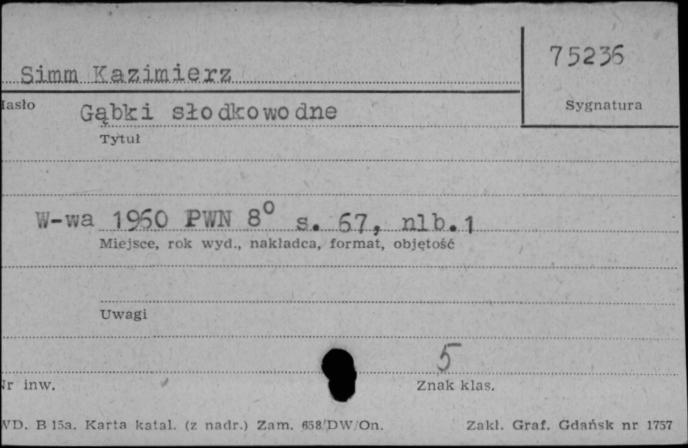 75236
Simm Kazimierz
Hasło
Sygnatura
Gąbki słodkowodne
Tytuł
W-wa 1960 PWN 8° s. 67, nlb.1
Miejsce, rok wyd., nakładca, format, objętość
Uwagi
5
Nr inw.
Znak klas.
WD. B 15a. Karta katal. (z nadr.) Zam. 658/DW/On. Zakł. Graf. Gdańsk nr 1757